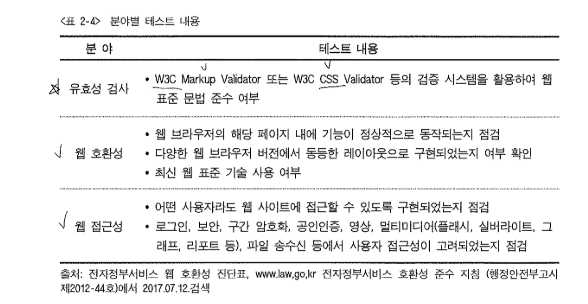 <표 2-4> 분야별 테스트 내용
분 야 테스트 내용
유효성 검사
• W3C Markup Validator 또는 W3C CSS Validator 등의 검증 시스템을 활용하여 웹
표준 문법 준수 여부
웹 호환성
• 웹 브라우저의 해당 페이지 내에 기능이 정상적으로 동작되는지 점검
• 다양한 웹 브라우저 버전에서 동등한 레이아웃으로 구현되었는지 여부 확인
• 최신 웹 표준 기술 사용 여부
웹 접근성
• 어떤 사용자라도 웹 사이트에 접근할 수 있도록 구현되었는지 점검
• 로그인, 보안, 구간 암호화, 공인인증, 영상, 멀티미디어(플래시, 실버라이트, 그
래프, 리포트 등), 파일 송수신 등에서 사용자 접근성이 고려되었는지 점검
출처: 전자정부서비스 웹 호환성 진단표, www.law.go.kr 전자정부서비스 호환성 준수 지침 (행정안전부고시
제2012-44호)에서 2017.07.12.검색